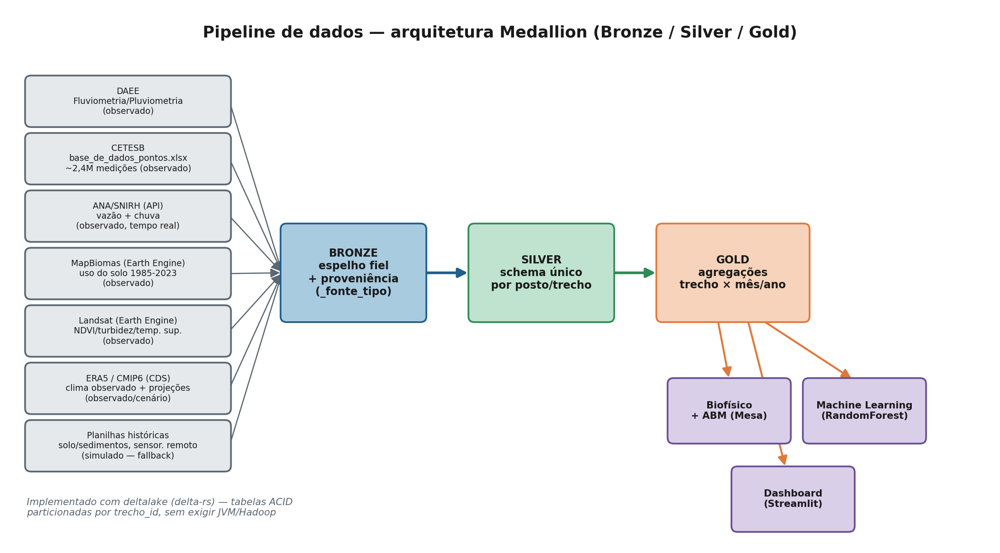 Pipeline de dados — arquitetura Medallion (Bronze / Silver / Gold)
DAEE
Fluviometria/Pluviometria
(observado)
CETESB
base_de_dados_pontos.xlsx
~2,4M medições (observado)
ANA/SNIRH (API)
vazão + chuva
(observado, tempo real)
MapBiomas (Earth Engine)
uso do solo 1985-2023
(observado)
Landsat (Earth Engine)
NDVI/turbidez/temp. sup.
(observado)
ERA5 / CMIP6 (CDS)
clima observado + projeções
(observado/cenário)
Planilhas históricas
solo/sedimentos, sensor. remoto
(simulado — fallback)
BRONZE
espelho fiel
+ proveniência
(_fonte_tipo)
SILVER
schema único
por posto/trecho
GOLD
agregações
trecho × mês/ano
Biofísico
+ ABM (Mesa)
Machine Learning
(RandomForest)
Dashboard
(Streamlit)
Implementado com deltalake (delta-rs) — tabelas ACID
particionadas por trecho_id, sem exigir JVM/Hadoop